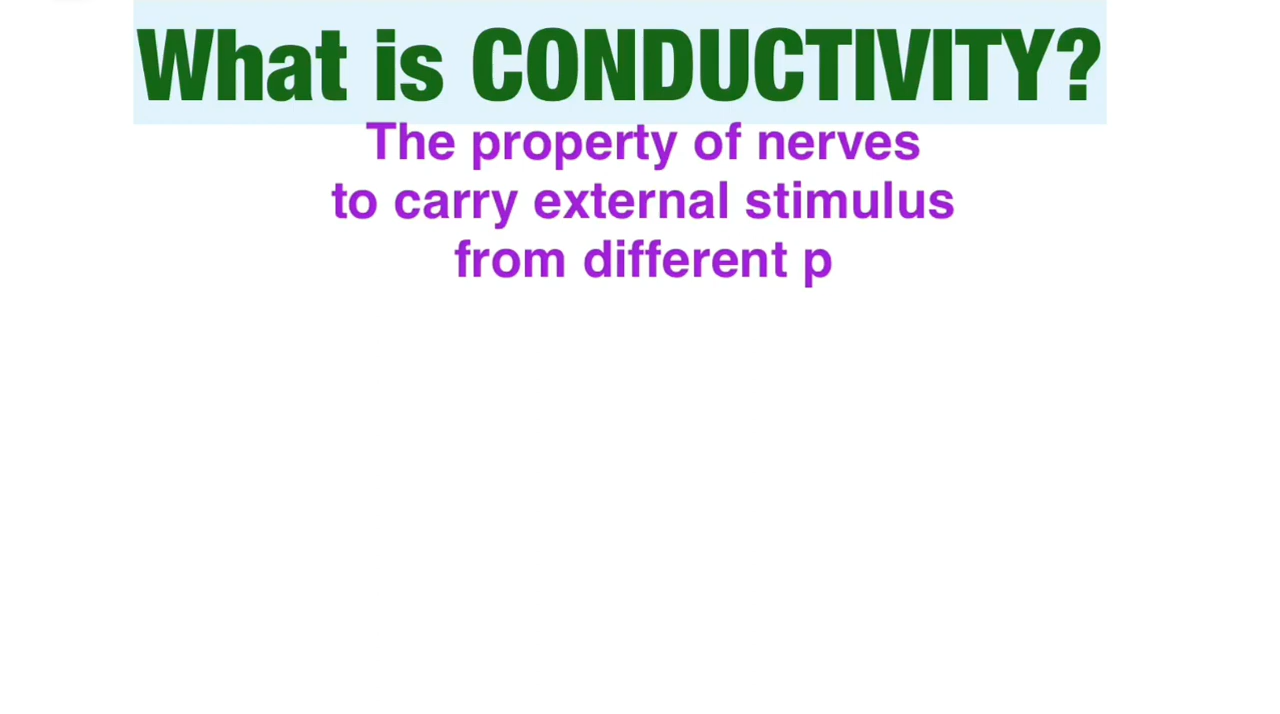 What is CONDUCTIVITY?
The property of nerves
to carry external stimulus
from different p